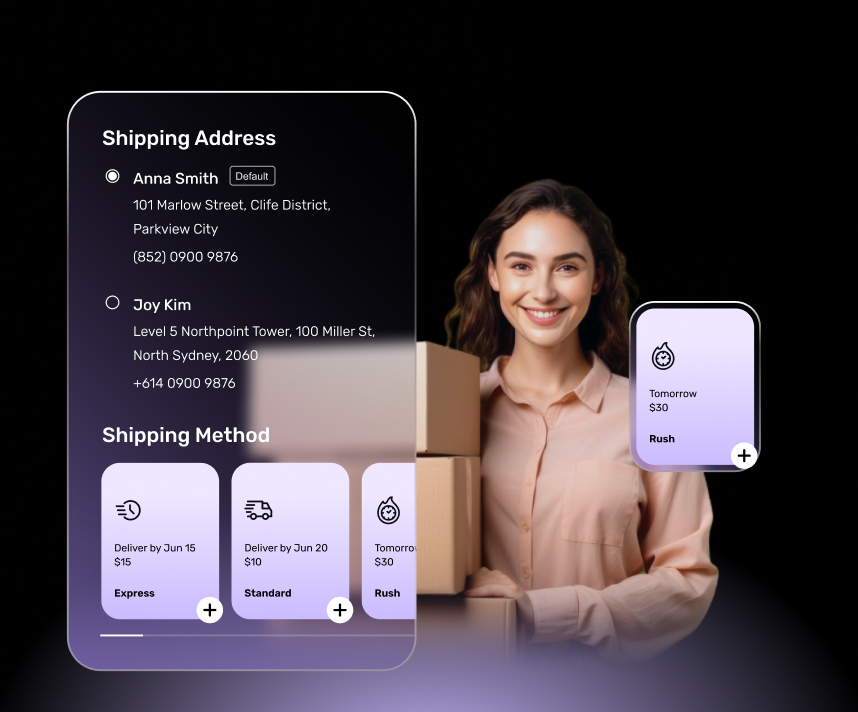 Shipping Address
Anna Smith Default
101 Marlow Street, Clife District,
Parkview City
(852) 0900 9876
Joy Kim
Level 5 Northpoint Tower, 100 Miller St,
North Sydney, 2060
+614 0900 9876
Shipping Method
Deliver by Jun 15
$15
Express
Deliver by Jun 20
$10
Standard
Tomorrow
$30
Rush
Tomorrow
$30
Rush